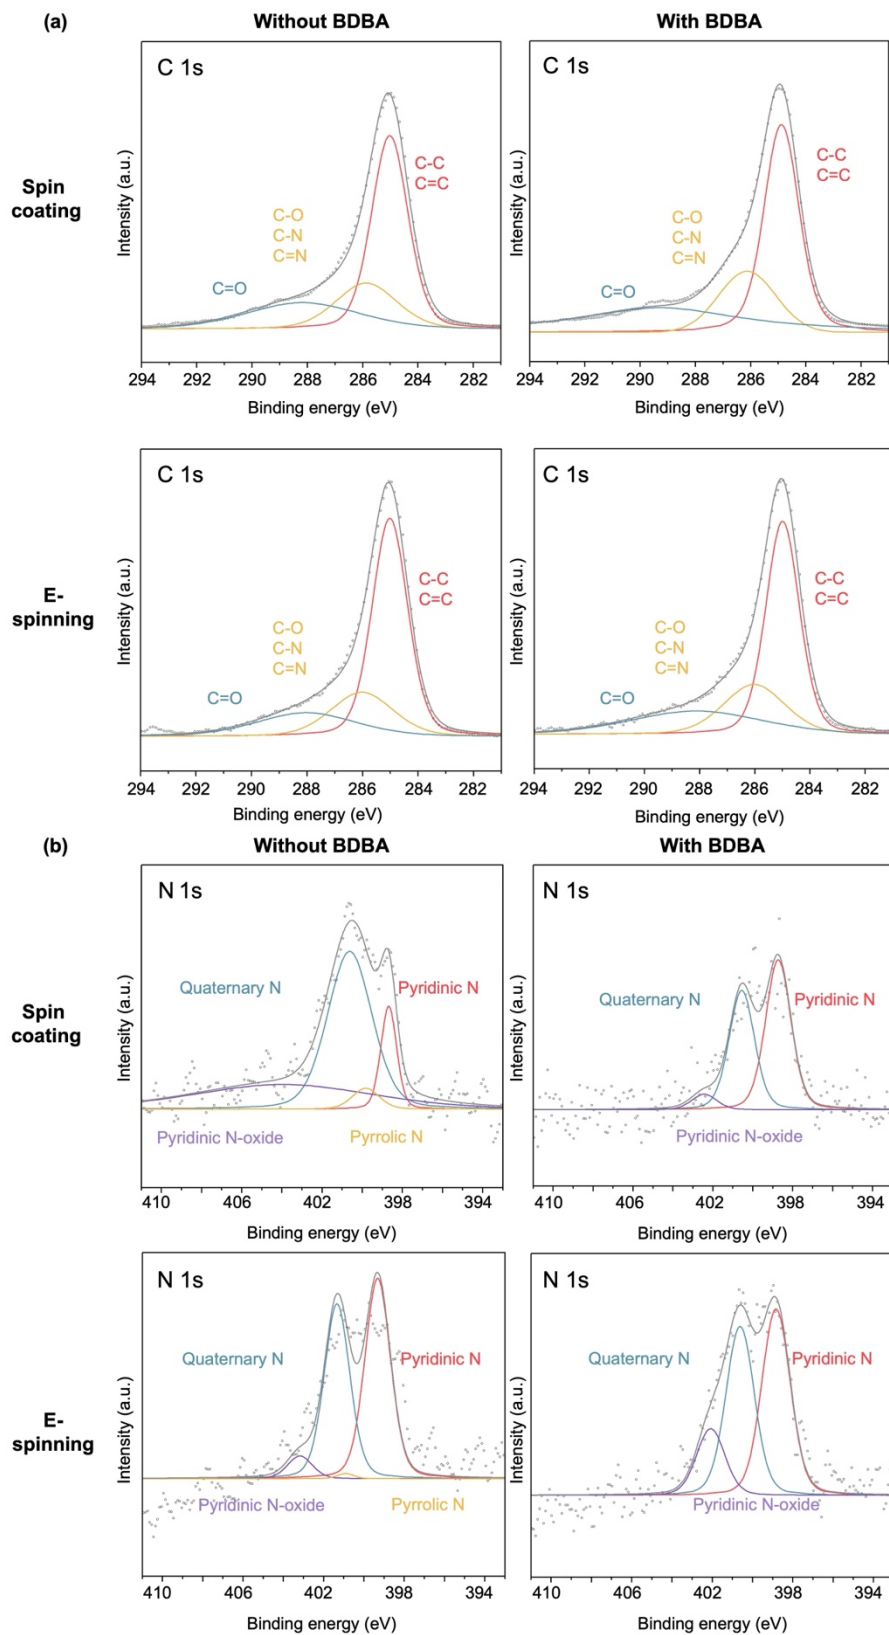 (a)
Without BDBA
With BDBA
Spin
coating
C 1s
Intensity (a.u.)
C-C
C=C
C-O
C-N
C=N
C=O
294 292 290 288 286 284 282
Binding energy (eV)
C 1s
Intensity (a.u.)
C-C
C=C
C-O
C-N
C=N
C=O
294 292 290 288 286 284 282
Binding energy (eV)
E-
spinning
C 1s
Intensity (a.u.)
C-C
C=C
C-O
C-N
C=N
C=O
294 292 290 288 286 284 282
Binding energy (eV)
C 1s
Intensity (a.u.)
C-C
C=C
C-O
C-N
C=N
C=O
294 292 290 288 286 284 282
Binding energy (eV)
(b)
Without BDBA
With BDBA
Spin
coating
N 1s
Intensity (a.u.)
Quaternary N
Pyridinic N
Pyridinic N-oxide
Pyrrolic N
410 406 402 398 394
Binding energy (eV)
N 1s
Intensity (a.u.)
Quaternary N
Pyridinic N
Pyridinic N-oxide
410 406 402 398 394
Binding energy (eV)
E-
spinning
N 1s
Intensity (a.u.)
Quaternary N
Pyridinic N
Pyridinic N-oxide
Pyrrolic N
410 406 402 398 394
Binding energy (eV)
N 1s
Intensity (a.u.)
Quaternary N
Pyridinic N
Pyridinic N-oxide
410 406 402 398 394
Binding energy (eV)